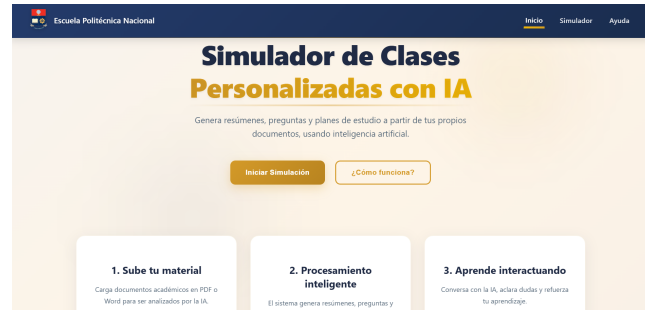 Escuela Politécnica Nacional
Inicio
Simulador
Ayuda
Simulador de Clases
Personalizadas con IA
Genera resúmenes, preguntas y planes de estudio a partir de tus propios
documentos, usando inteligencia artificial.
Iniciar Simulación
¿Cómo funciona?
1. Sube tu material
Carga documentos académicos en PDF o
Word para ser analizados por la IA.
2. Procesamiento
inteligente
El sistema genera resúmenes, preguntas y
3. Aprende interactuando
Conversa con la IA, aclara dudas y refuerza
tu aprendizaje.